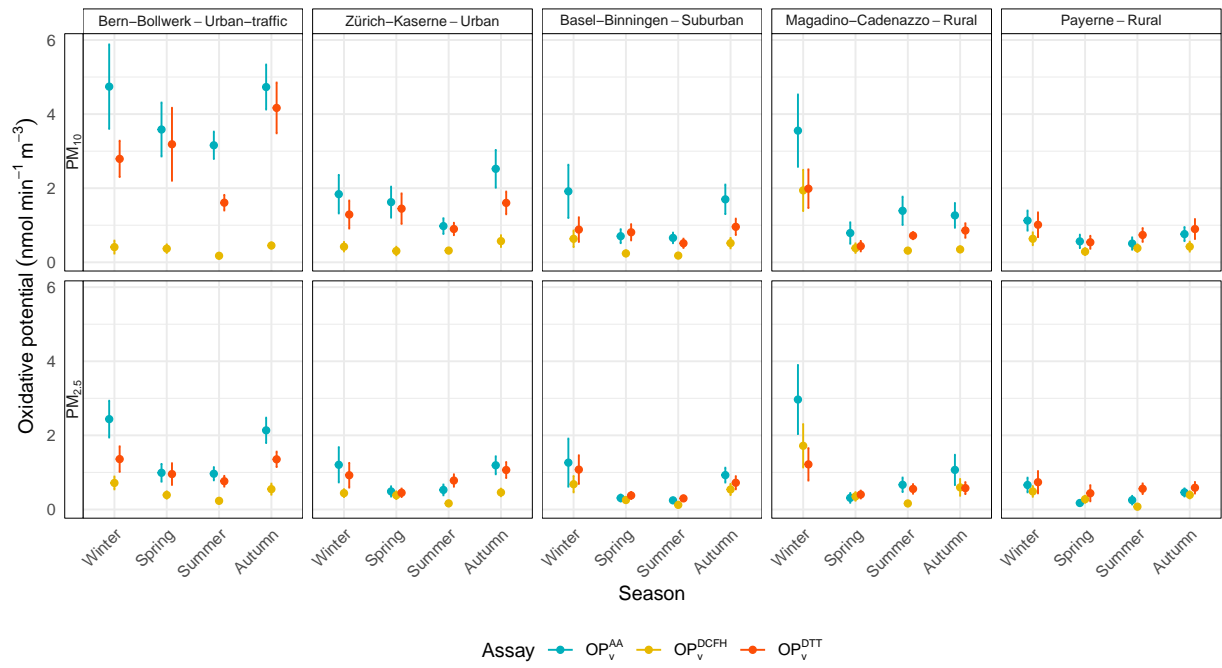 Bern−Bollwerk − Urban−traffic
Zürich−Kaserne − Urban
Basel−Binningen − Suburban
Magadino−Cadenazzo − Rural
Payerne − Rural
Oxidative potential (nmol min⁻¹ m⁻³)
PM₁₀
6
4
2
0
PM₂.₅
6
4
2
0
Winter Spring Summer Autumn
Winter Spring Summer Autumn
Winter Spring Summer Autumn
Winter Spring Summer Autumn
Winter Spring Summer Autumn
Season
Assay OPᵥᴬᴬ OPᵥᴰCFH OPᵥᴰᵀᵀ